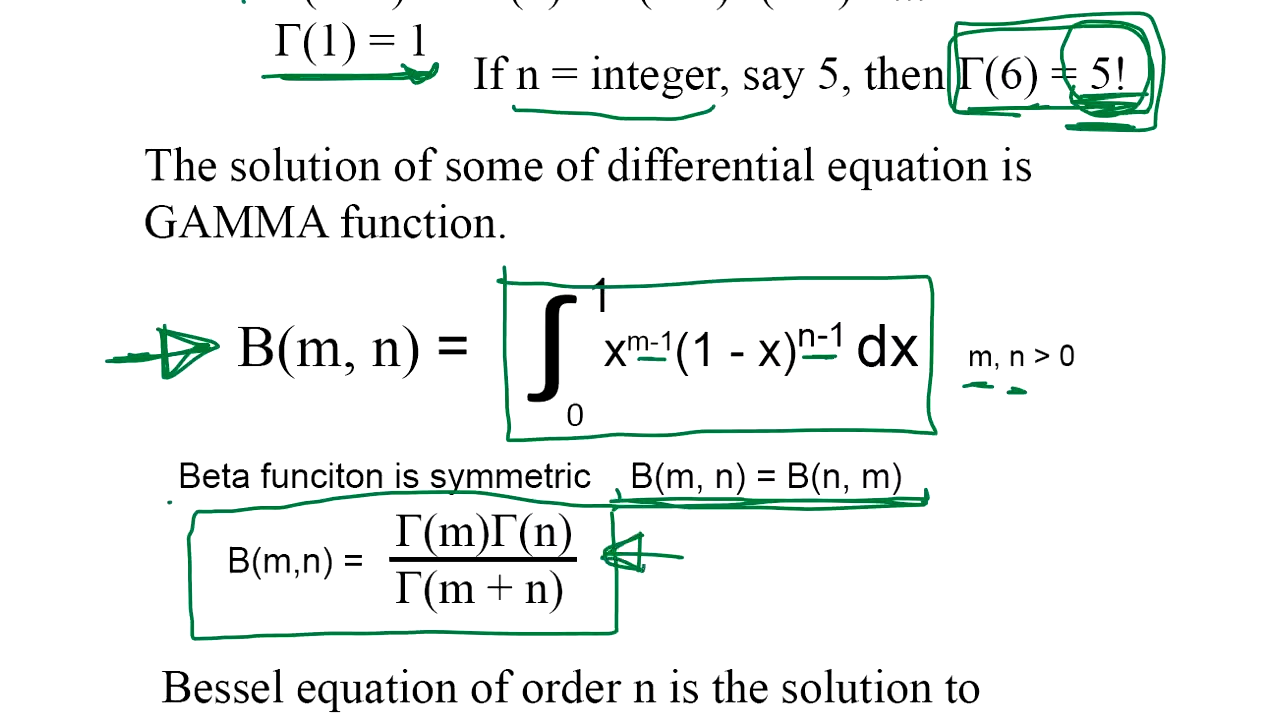 Γ(1) = 1
If n = integer, say 5, then Γ(6) = 5!
The solution of some of differential equation is
GAMMA function.
B(m, n) = ∫₀¹ xᵐ⁻¹(1 - x)ⁿ⁻¹ dx m, n > 0
Beta funciton is symmetric B(m, n) = B(n, m)
B(m,n) = Γ(m)Γ(n) / Γ(m + n)
Bessel equation of order n is the solution to